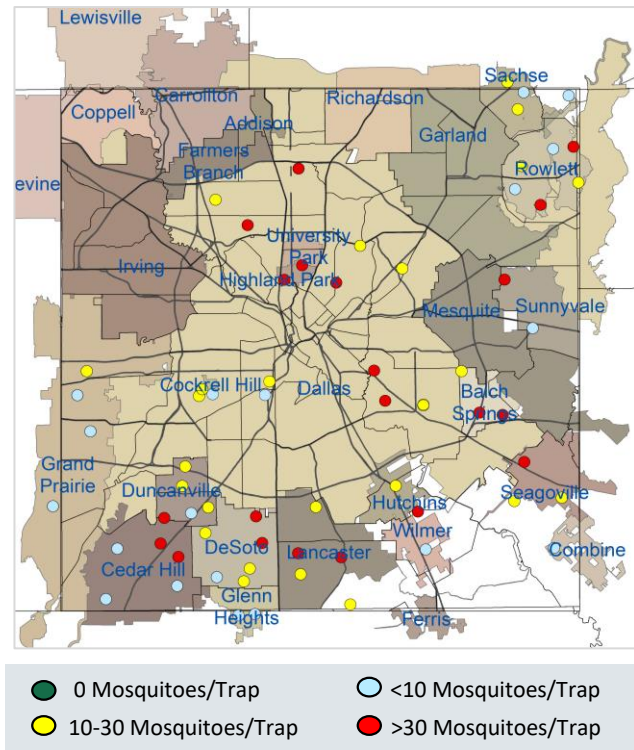 Lewisville
Sachse
Coppell
Carrollton
Addison
Richardson
Garland
Farmers
Branch
evine
Rowlett
University
Park
Irving
Highland Park
Mesquite
Sunnyvale
Cockrell Hill
Dallas
Balch
Springs
Grand
Prairie
Duncanville
Hutchins
Seagoville
Wilmer
DeSoto
Lancaster
Combine
Cedar Hill
Glenn
Heights
Ferris
0 Mosquitoes/Trap
<10 Mosquitoes/Trap
10-30 Mosquitoes/Trap
>30 Mosquitoes/Trap